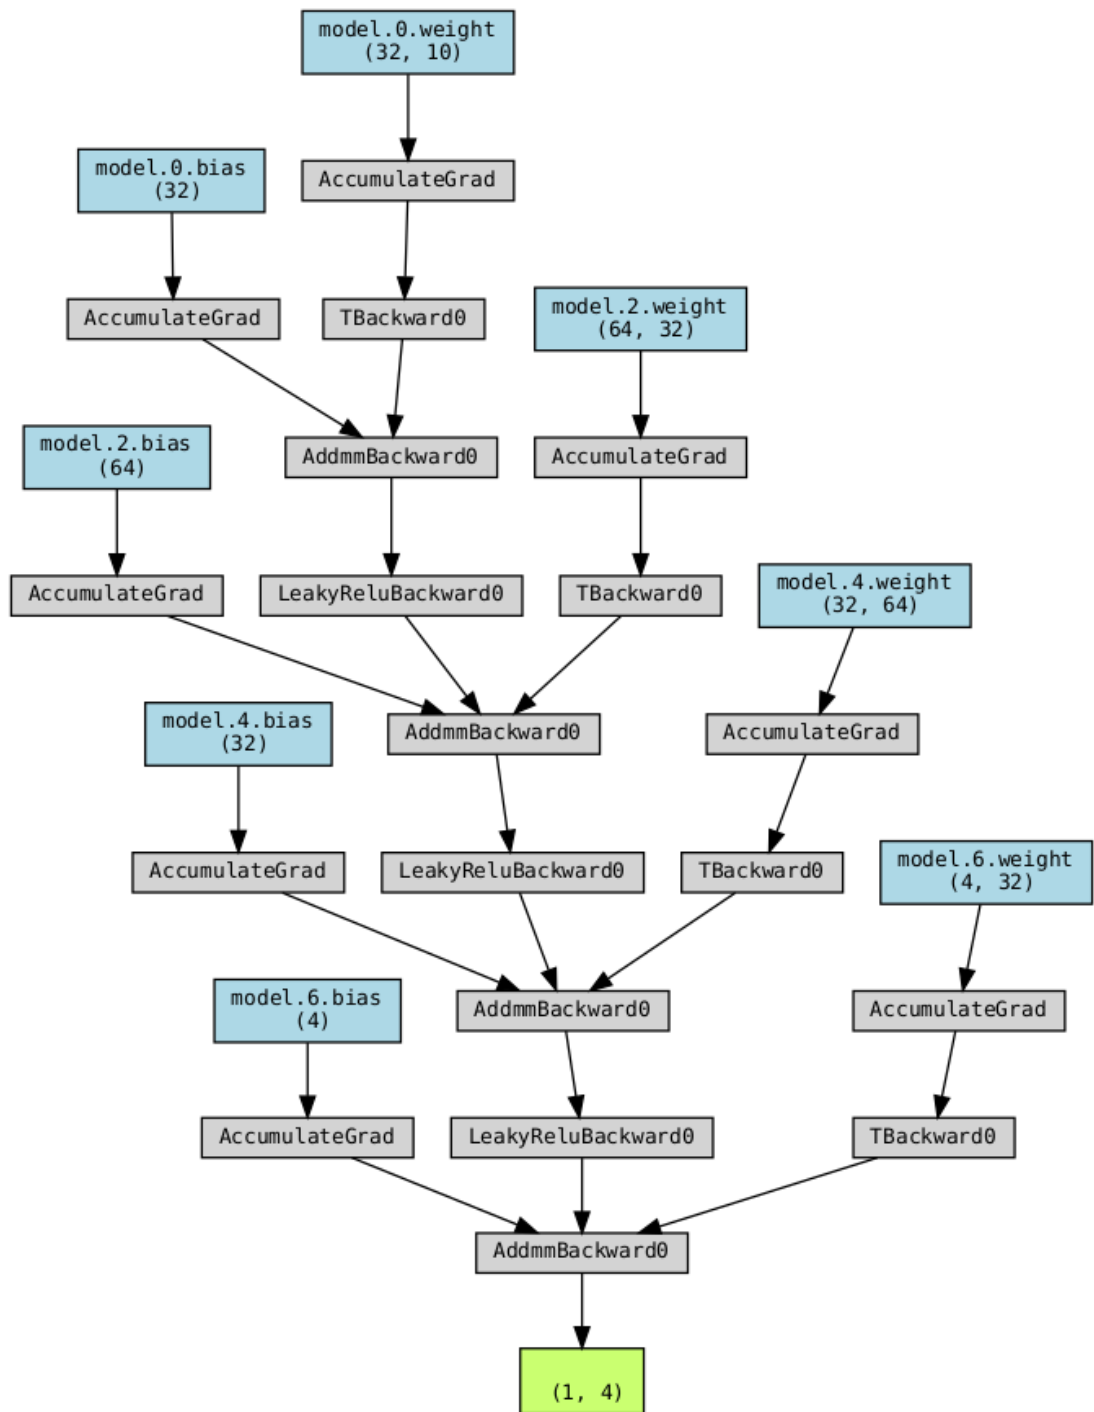 model.0.weight
(32, 10)
model.0.bias
(32)
AccumulateGrad
AccumulateGrad
TBackward0
model.2.weight
(64, 32)
model.2.bias
(64)
AddmmBackward0
AccumulateGrad
AccumulateGrad
LeakyReluBackward0
TBackward0
model.4.weight
(32, 64)
model.4.bias
(32)
AddmmBackward0
AccumulateGrad
AccumulateGrad
LeakyReluBackward0
TBackward0
model.6.weight
(4, 32)
model.6.bias
(4)
AddmmBackward0
AccumulateGrad
AccumulateGrad
LeakyReluBackward0
TBackward0
AddmmBackward0
(1, 4)